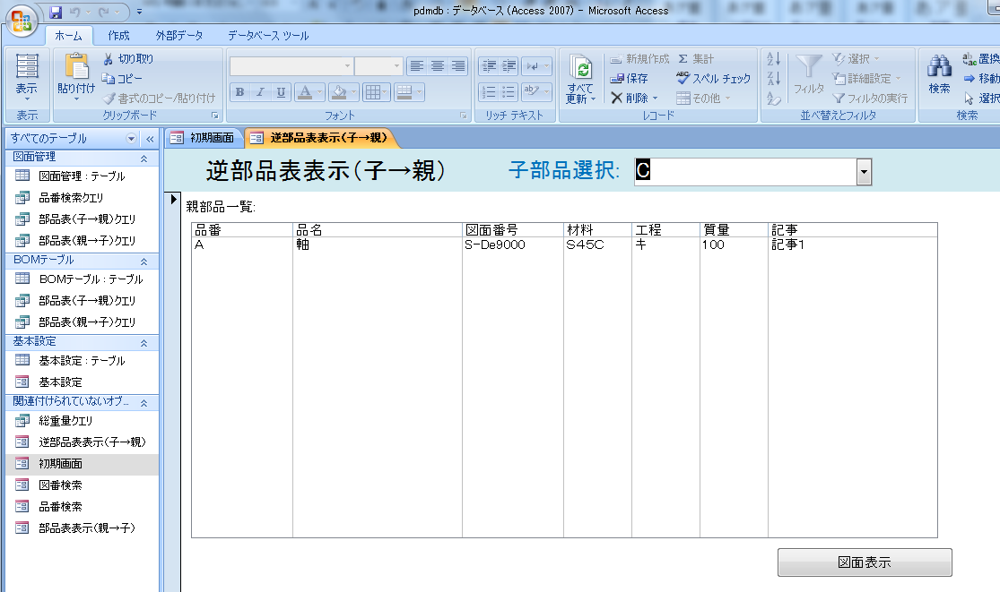 pdmdb : データベース (Access 2007) - Microsoft Access
ホーム 作成 外部データ データベース ツール
表示 貼り付け 切り取り コピー 書式のコピー/貼り付け
B I U A
すべて更新 新規作成 保存 削除 集計 スペル チェック その他
フィルタ 選択 詳細設定 フィルタの実行
検索 置換 移動 選択
表示 クリップボード フォント リッチ テキスト レコード 並べ替えとフィルタ 検索
すべてのテーブル
図面管理
図面管理 : テーブル
品番検索クエリ
部品表(子→親)クエリ
部品表(親→子)クエリ
BOMテーブル
BOMテーブル : テーブル
部品表(子→親)クエリ
部品表(親→子)クエリ
基本設定
基本設定 : テーブル
基本設定
関連付けられていないオブ...
総重量クエリ
逆部品表表示(子→親)
初期画面
図番検索
品番検索
部品表表示(親→子)
初期画面 逆部品表表示(子→親)
逆部品表表示(子→親) 子部品選択: C
親部品一覧:
品番 品名 図面番号 材料 工程 質量 記事
A 軸 S-De9000 S45C キ 100 記事1
図面表示